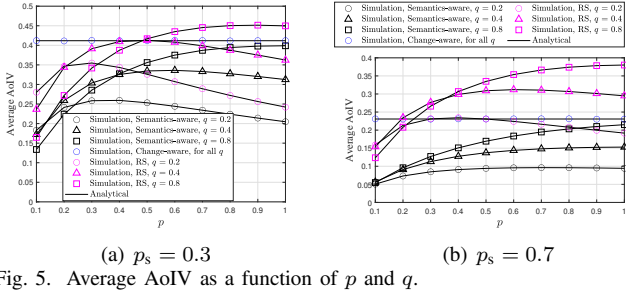 Simulation, Semantics-aware, q = 0.2
Simulation, Semantics-aware, q = 0.4
Simulation, Semantics-aware, q = 0.8
Simulation, Change-aware, for all q
Simulation, RS, q = 0.2
Simulation, RS, q = 0.4
Simulation, RS, q = 0.8
Analytical
Average AoIV
0.5
0.45
0.4
0.35
0.3
0.25
0.2
0.15
0.1
0.05
0
0.1 0.2 0.3 0.4 0.5 0.6 0.7 0.8 0.9 1
p
(a) ps = 0.3
Simulation, Semantics-aware, q = 0.2
Simulation, Semantics-aware, q = 0.4
Simulation, Semantics-aware, q = 0.8
Simulation, Change-aware, for all q
Simulation, RS, q = 0.2
Simulation, RS, q = 0.4
Simulation, RS, q = 0.8
Analytical
Average AoIV
0.4
0.35
0.3
0.25
0.2
0.15
0.1
0.05
0
0.1 0.2 0.3 0.4 0.5 0.6 0.7 0.8 0.9 1
p
(b) ps = 0.7
Fig. 5. Average AoIV as a function of p and q.